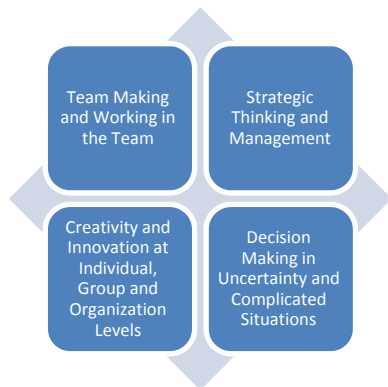 Team Making
and Working in
the Team
Strategic
Thinking and
Management
Creativity and
Innovation at
Individual,
Group and
Organization
Levels
Decision
Making in
Uncertainty and
Complicated
Situations